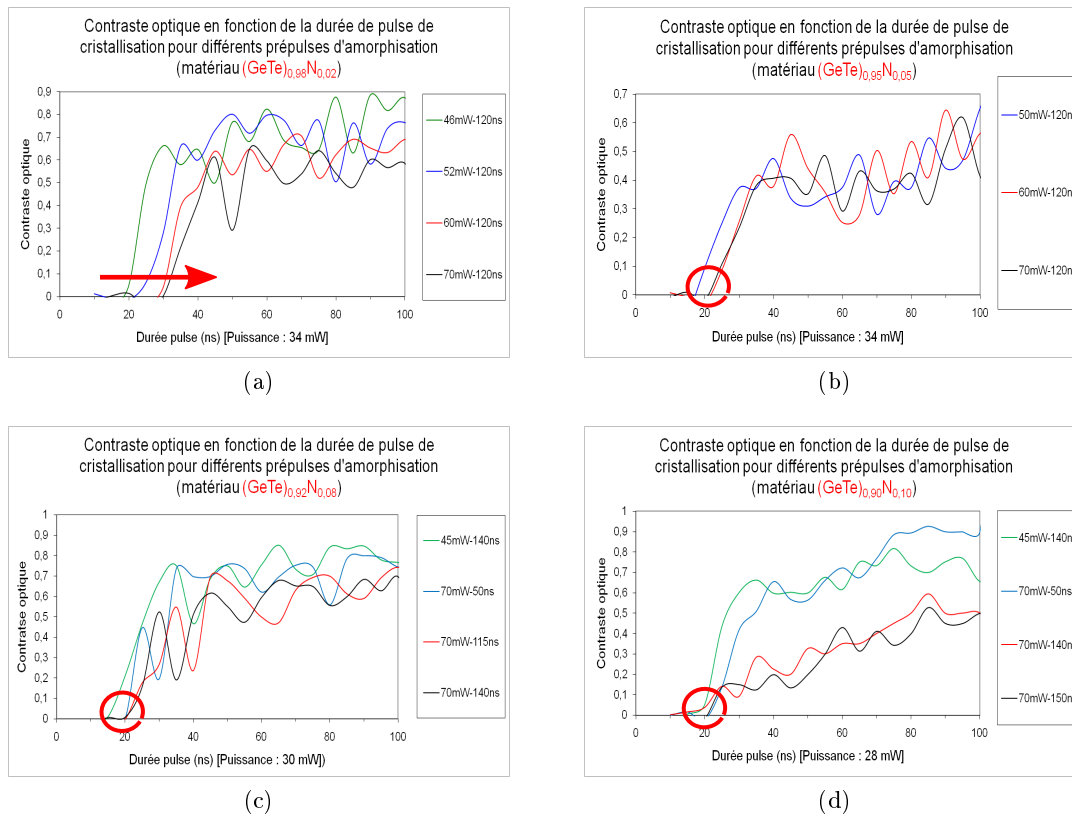 Contraste optique en fonction de la durée de pulse de
cristallisation pour différents prépulses d'amorphisation
(matériau (GeTe)0,98N0,02)
0,9
0,8
0,7
0,6
0,5
0,4
0,3
0,2
0,1
0
Contraste optique
0 20 40 60 80 100
Durée pulse (ns) [Puissance : 34 mW]
46mW-120ns
52mW-120ns
60mW-120ns
70mW-120ns
(a)
Contraste optique en fonction de la durée de pulse de
cristallisation pour différents prépulses d'amorphisation
(matériau (GeTe)0,95N0,05)
0,7
0,6
0,5
0,4
0,3
0,2
0,1
0
Contraste optique
0 20 40 60 80 100
Durée pulse (ns) [Puissance : 34 mW]
50mW-120ns
60mW-120ns
70mW-120ns
(b)
Contraste optique en fonction de la durée de pulse de
cristallisation pour différents prépulses d'amorphisation
(matériau (GeTe)0,92N0,08)
1
0,9
0,8
0,7
0,6
0,5
0,4
0,3
0,2
0,1
0
Contratse optique
0 20 40 60 80 100
Durée pulse (ns) [Puissance : 30 mW])
45mW-140ns
70mW-50ns
70mW-115ns
70mW-140ns
(c)
Contraste optique en fonction de la durée de pulse de
cristallisation pour différents prépulses d'amorphisation
(matériau (GeTe)0,90N0,10)
1
0,9
0,8
0,7
0,6
0,5
0,4
0,3
0,2
0,1
0
Contraste optique
0 20 40 60 80 100
Durée pulse (ns) [Puissance : 28 mW]
45mW-140ns
70mW-50ns
70mW-140ns
70mW-150ns
(d)